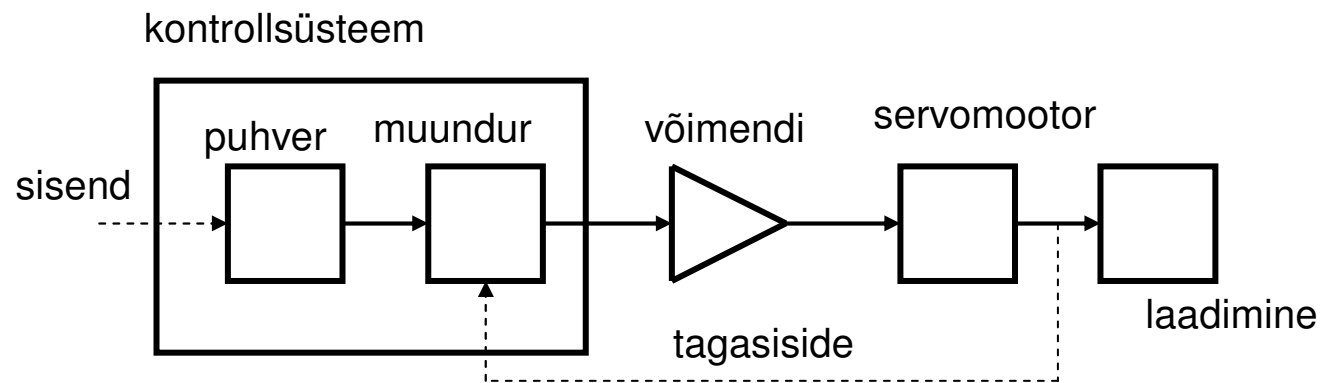 kontrollsüsteem
puhver
muundur
võimendi
servomootor
sisend
laadimine
tagasiside